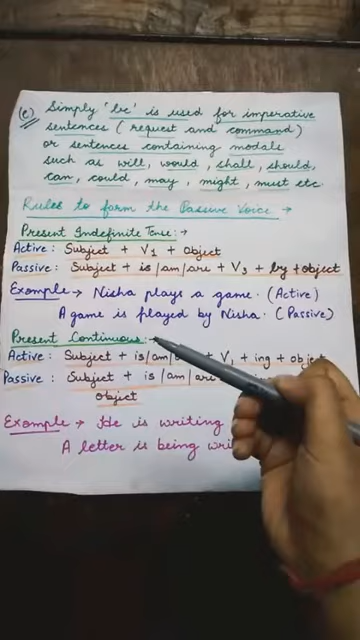 (e) Simply 'be' is used for imperative
sentences (request and command)
or sentences containing modals
such as will, would, shall, should,
can, could, may, might, must etc.
Rules to form the Passive Voice →
Present Indefinite Tense :→
Active : Subject + V1 + object
Passive : Subject + is/am/are + V3 + by + object
Example → Nisha plays a game. (Active)
A game is played by Nisha. (Passive)
Present Continuous :→
Active : Subject + is/am/ + V1 + ing + object
Passive : Subject + is/am/are
object
Example → He is writing
A letter is being